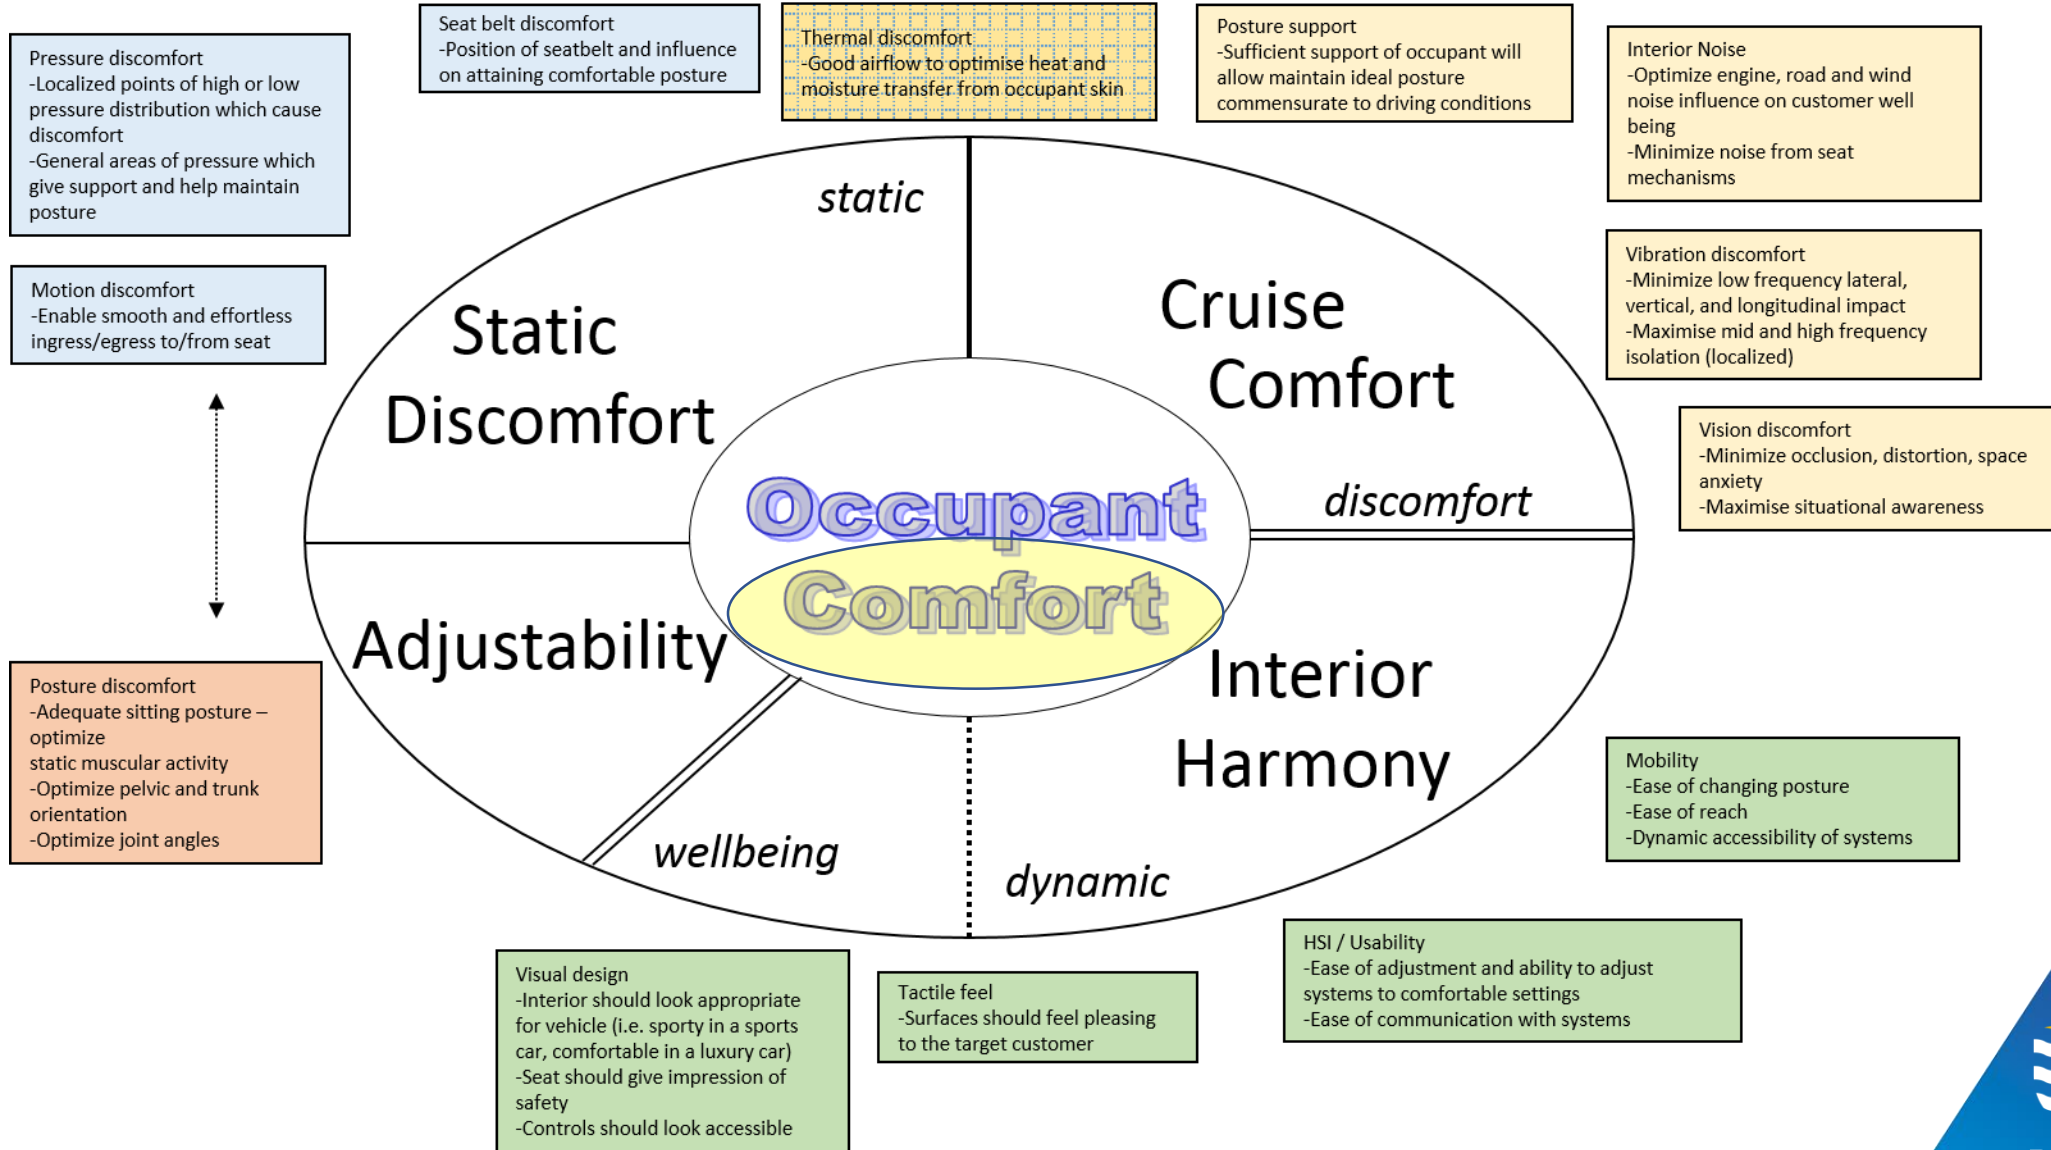 Pressure discomfort
-Localized points of high or low
pressure distribution which cause
discomfort
-General areas of pressure which
give support and help maintain
posture
Seat belt discomfort
-Position of seatbelt and influence
on attaining comfortable posture
Thermal discomfort
-Good airflow to optimise heat and
moisture transfer from occupant skin
Posture support
-Sufficient support of occupant will
allow maintain ideal posture
commensurate to driving conditions
Interior Noise
-Optimize engine, road and wind
noise influence on customer well
being
-Minimize noise from seat
mechanisms
Motion discomfort
-Enable smooth and effortless
ingress/egress to/from seat
Vibration discomfort
-Minimize low frequency lateral,
vertical, and longitudinal impact
-Maximise mid and high frequency
isolation (localized)
Vision discomfort
-Minimize occlusion, distortion, space
anxiety
-Maximise situational awareness
static
Static
Discomfort
Cruise
Comfort
discomfort
Occupant
Comfort
Adjustability
Interior
Harmony
wellbeing
dynamic
Posture discomfort
-Adequate sitting posture –
optimize
static muscular activity
-Optimize pelvic and trunk
orientation
-Optimize joint angles
Mobility
-Ease of changing posture
-Ease of reach
-Dynamic accessibility of systems
Visual design
-Interior should look appropriate
for vehicle (i.e. sporty in a sports
car, comfortable in a luxury car)
-Seat should give impression of
safety
-Controls should look accessible
Tactile feel
-Surfaces should feel pleasing
to the target customer
HSI / Usability
-Ease of adjustment and ability to adjust
systems to comfortable settings
-Ease of communication with systems